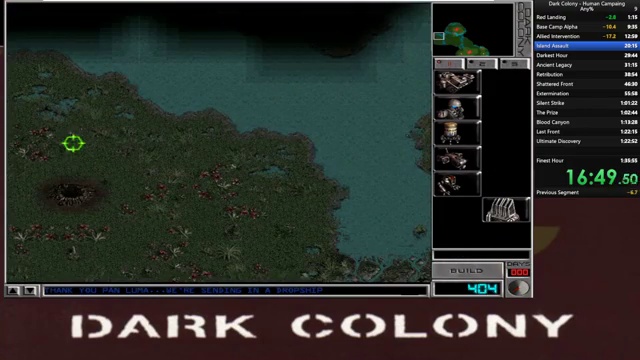 Dark Colony - Human Campaing
Any% 9
Red Landing -2.8 1:15
Base Camp Alpha -10.4 9:35
Allied Intervention -17.2 12:59
Island Assault 20:15
Darkest Hour 29:44
Ancient Legacy 31:15
Retribution 38:54
Shattered Front 46:30
Extermination 55:58
Silent Strike 1:01:22
The Prize 1:02:44
Blood Canyon 1:13:28
Last Front 1:22:15
Ultimate Discovery 1:22:52
Finest Hour 1:35:55
16:49.50
Previous Segment -6.7
DARK COLONY
BUILD
DAYS
000
404
THANK YOU PAN LUMA...WE'RE SENDING IN A DROPSHIP
DARK COLONY